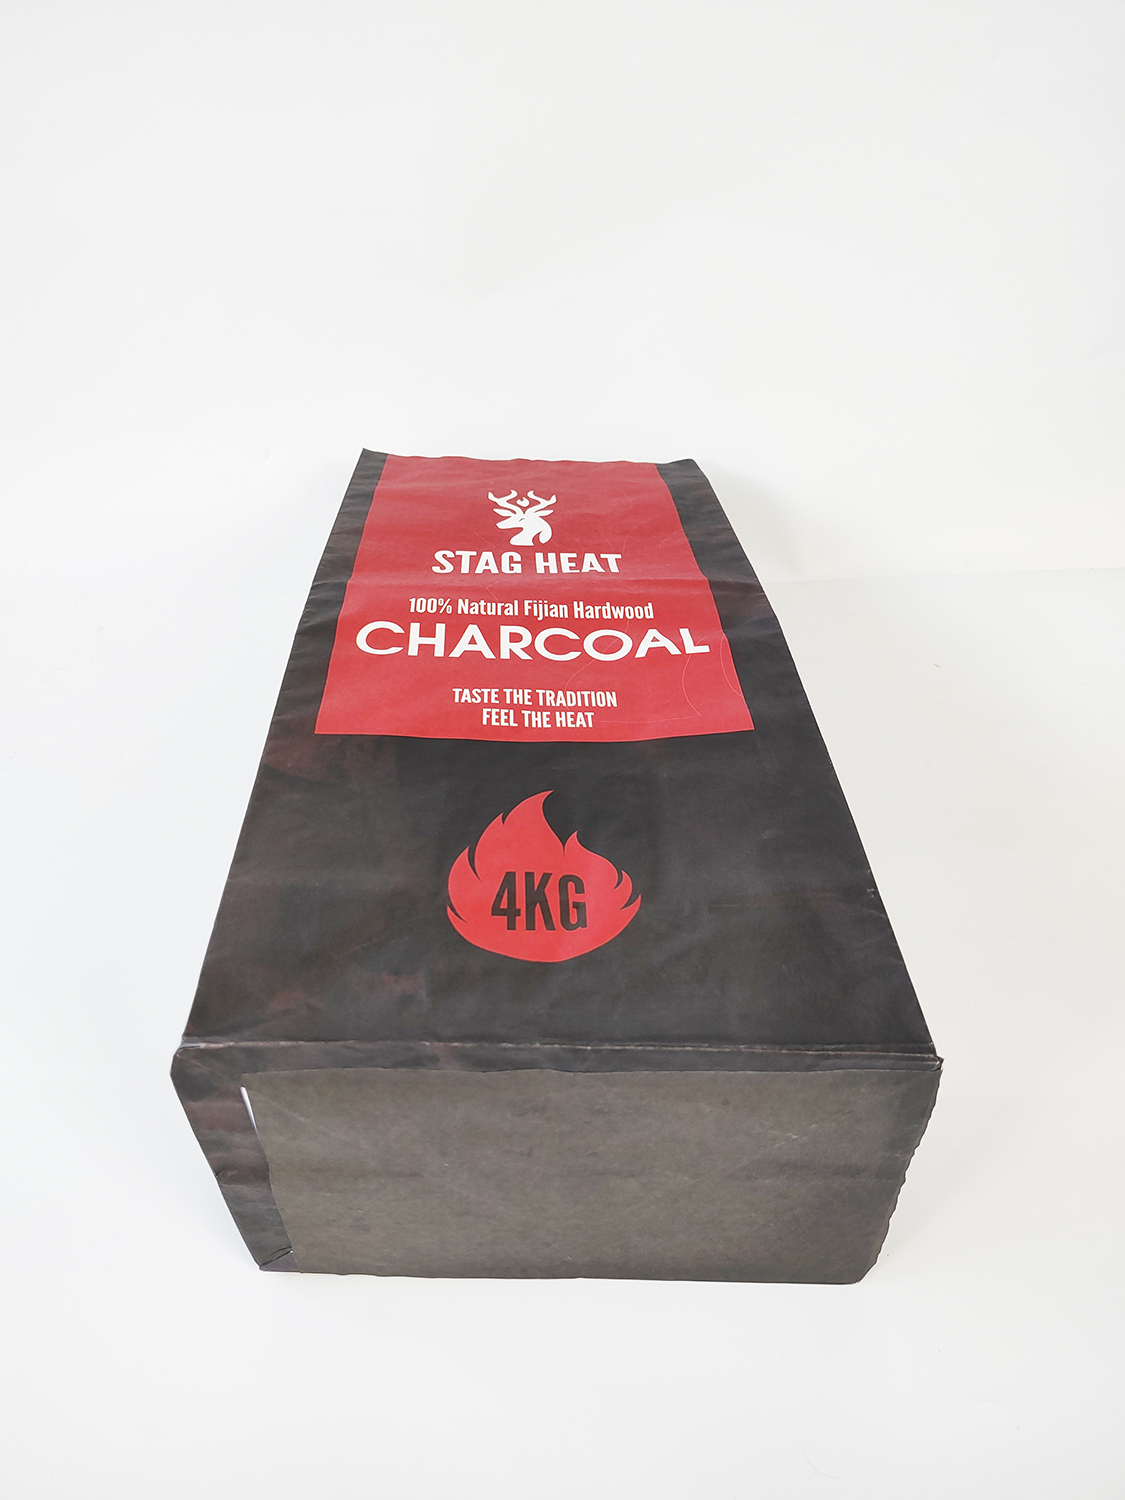 STAG HEAT
100% Natural Fijian Hardwood
CHARCOAL
TASTE THE TRADITION
FEEL THE HEAT
4KG